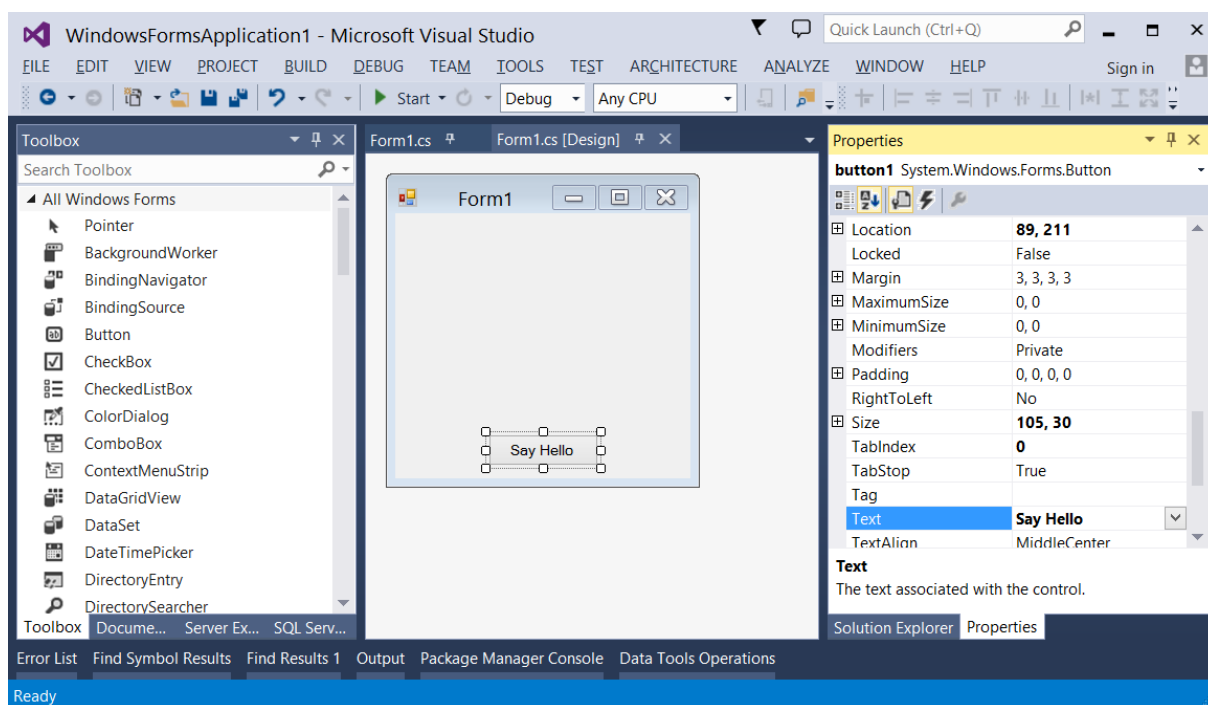 WindowsFormsApplication1 - Microsoft Visual Studio
Quick Launch (Ctrl+Q)
FILE EDIT VIEW PROJECT BUILD DEBUG TEAM TOOLS TEST ARCHITECTURE ANALYZE WINDOW HELP Sign in
Start Debug Any CPU
Toolbox
Search Toolbox
All Windows Forms
Pointer
BackgroundWorker
BindingNavigator
BindingSource
Button
CheckBox
CheckedListBox
ColorDialog
ComboBox
ContextMenuStrip
DataGridView
DataSet
DateTimePicker
DirectoryEntry
DirectorySearcher
Toolbox Docume... Server Ex... SQL Serv...
Form1.cs Form1.cs [Design]
Form1
Say Hello
Properties
button1 System.Windows.Forms.Button
Location 89, 211
Locked False
Margin 3, 3, 3, 3
MaximumSize 0, 0
MinimumSize 0, 0
Modifiers Private
Padding 0, 0, 0, 0
RightToLeft No
Size 105, 30
TabIndex 0
TabStop True
Tag
Text Say Hello
TextAlign MiddleCenter
Text
The text associated with the control.
Solution Explorer Properties
Error List Find Symbol Results Find Results 1 Output Package Manager Console Data Tools Operations
Ready